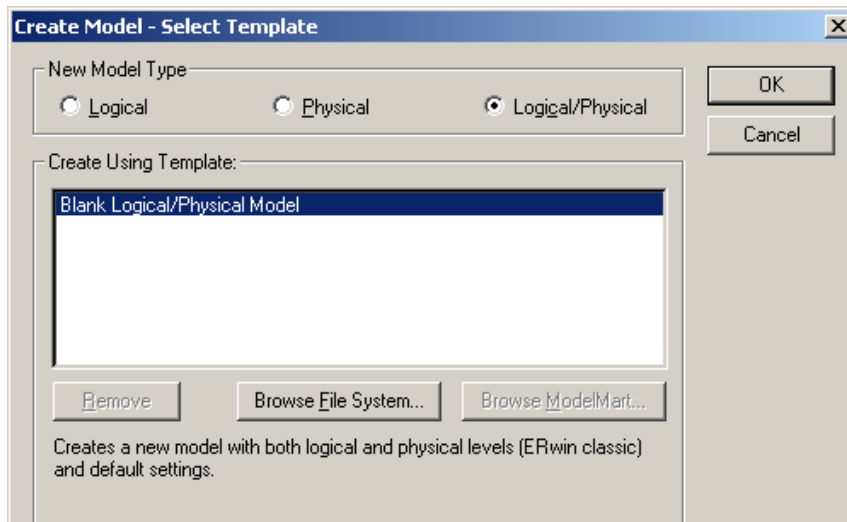 Create Model - Select Template
New Model Type
Logical
Physical
Logical/Physical
OK
Cancel
Create Using Template:
Blank Logical/Physical Model
Remove
Browse File System...
Browse ModelMart...
Creates a new model with both logical and physical levels (ERwin classic)
and default settings.